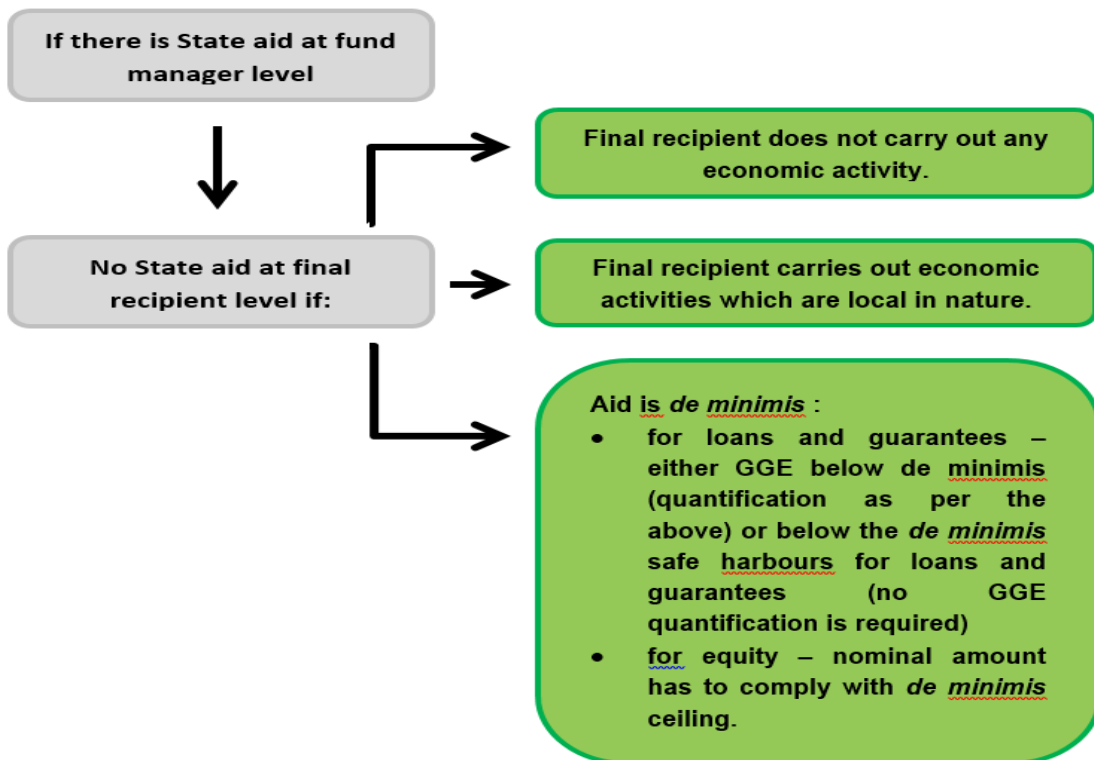 If there is State aid at fund
manager level
Final recipient does not carry out any
economic activity.
No State aid at final
recipient level if:
Final recipient carries out economic
activities which are local in nature.
Aid is de minimis :
• for loans and guarantees –
either GGE below de minimis
(quantification as per the
above) or below the de minimis
safe harbours for loans and
guarantees (no GGE
quantification is required)
• for equity – nominal amount
has to comply with de minimis
ceiling.